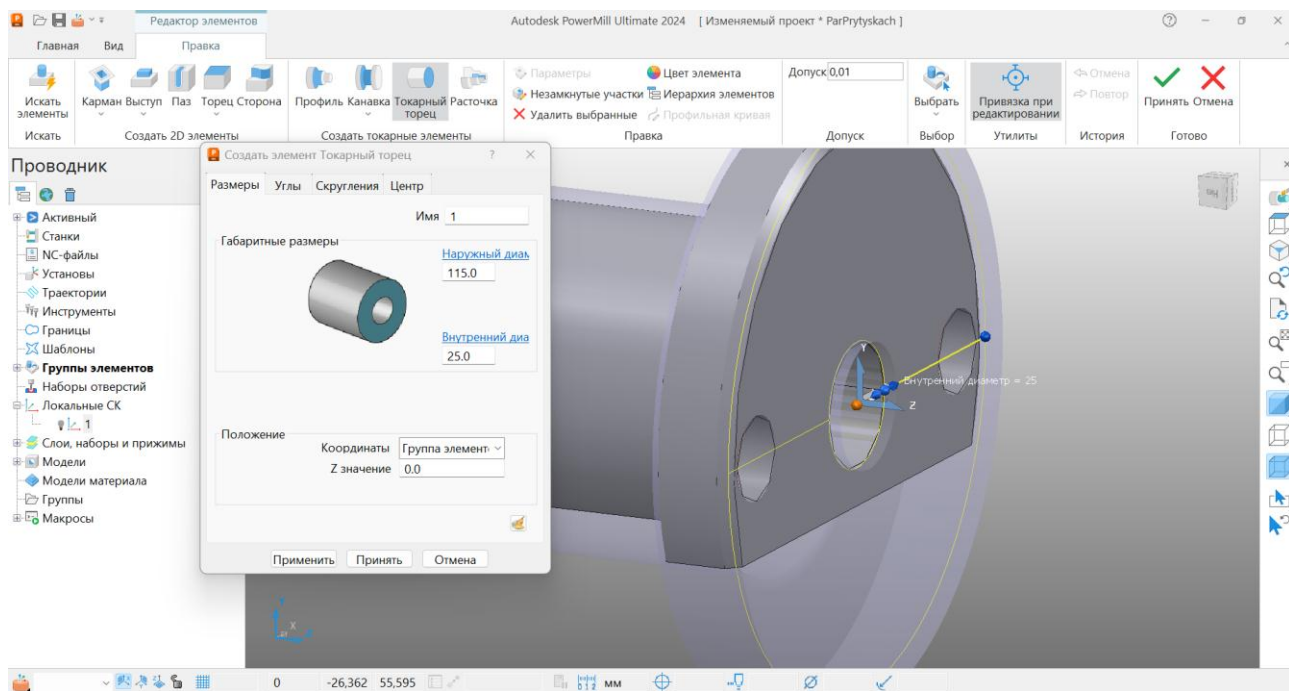 Редактор элементов
Autodesk PowerMill Ultimate 2024 [ Изменяемый проект * ParPrytyskach ]
Главная Вид Правка
Искать элементы
Карман Выступ Паз Торец Сторона
Профиль Канавка Токарный торец Расточка
Параметры
Незамкнутые участки
Удалить выбранные
Цвет элемента
Иерархия элементов
Профильная кривая
Допуск 0,01
Выбрать
Привязка при редактировании
Отмена
Повтор
Принять Отмена
Искать Создать 2D элементы Создать токарные элементы Правка Допуск Выбор Утилиты История Готово
Проводник
Активный
Станки
NC-файлы
Установы
Траектории
Инструменты
Границы
Шаблоны
Группы элементов
Наборы отверстий
Локальные СК
1
Слои, наборы и прижимы
Модели
Модели материала
Группы
Макросы
Создать элемент Токарный торец ?
Размеры Углы Скругления Центр
Имя 1
Габаритные размеры
Наружный диам
115.0
Внутренний диа
25.0
Положение
Координаты Группа элемент
Z значение 0.0
Применить Принять Отмена
Y
Внутренний диаметр = 25
Z
Y
X
0 -26,362 55,595 мм